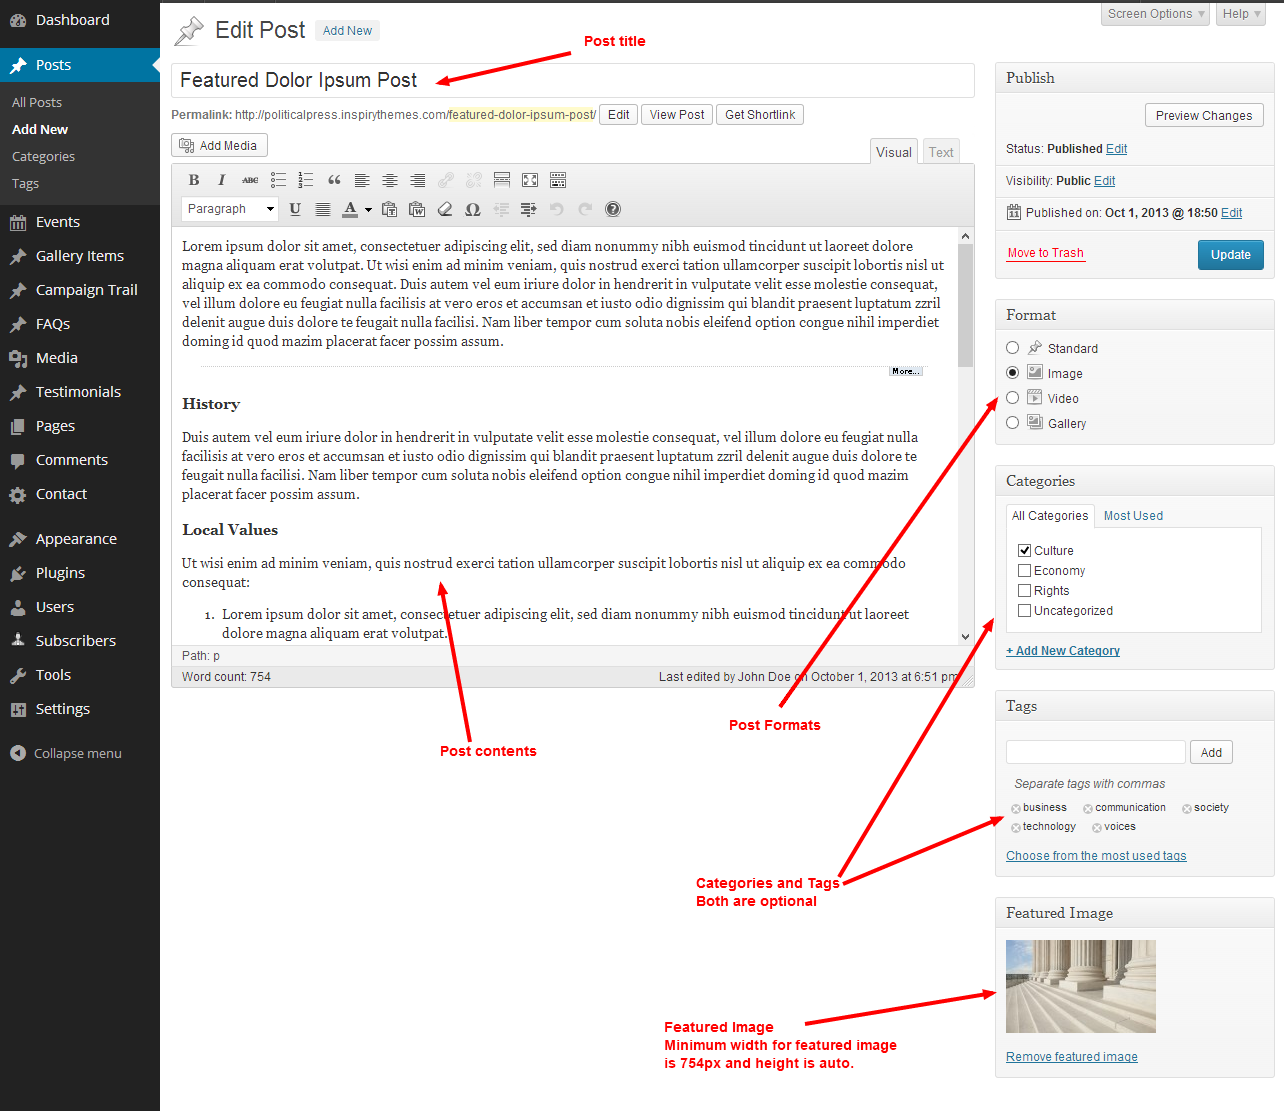 Dashboard
Posts
All Posts
Add New
Categories
Tags
Events
Gallery Items
Campaign Trail
FAQs
Media
Testimonials
Pages
Comments
Contact
Appearance
Plugins
Users
Subscribers
Tools
Settings
Collapse menu
Screen Options
Help
Edit Post
Add New
Post title
Featured Dolor Ipsum Post
Permalink: http://politicalpress.inspirythemes.com/featured-dolor-ipsum-post/ Edit View Post Get Shortlink
Add Media
Visual Text
B I ABC
Paragraph U A
Lorem ipsum dolor sit amet, consectetuer adipiscing elit, sed diam nonummy nibh euismod tincidunt ut laoreet dolore
magna aliquam erat volutpat. Ut wisi enim ad minim veniam, quis nostrud exerci tation ullamcorper suscipit lobortis nisl ut
aliquip ex ea commodo consequat. Duis autem vel eum iriure dolor in hendrerit in vulputate velit esse molestie consequat,
vel illum dolore eu feugiat nulla facilisis at vero eros et accumsan et iusto odio dignissim qui blandit praesent luptatum zzril
delenit augue duis dolore te feugait nulla facilisi. Nam liber tempor cum soluta nobis eleifend option congue nihil imperdiet
doming id quod mazim placerat facer possim assum.
More...
History
Duis autem vel eum iriure dolor in hendrerit in vulputate velit esse molestie consequat, vel illum dolore eu feugiat nulla
facilisis at vero eros et accumsan et iusto odio dignissim qui blandit praesent luptatum zzril delenit augue duis dolore te
feugait nulla facilisi. Nam liber tempor cum soluta nobis eleifend option congue nihil imperdiet doming id quod mazim
placerat facer possim assum.
Local Values
Ut wisi enim ad minim veniam, quis nostrud exerci tation ullamcorper suscipit lobortis nisl ut aliquip ex ea commodo
consequat:
1. Lorem ipsum dolor sit amet, consectetuer adipiscing elit, sed diam nonummy nibh euismod tincidunt ut laoreet
dolore magna aliquam erat volutpat.
Path: p
Word count: 754
Last edited by John Doe on October 1, 2013 at 6:51 pm
Post contents
Post Formats
Categories and Tags
Both are optional
Featured Image
Minimum width for featured image
is 754px and height is auto.
Publish
Preview Changes
Status: Published Edit
Visibility: Public Edit
11 Published on: Oct 1, 2013 @ 18:50 Edit
Move to Trash
Update
Format
Standard
Image
Video
Gallery
Categories
All Categories Most Used
Culture
Economy
Rights
Uncategorized
+ Add New Category
Tags
Add
Separate tags with commas
business communication society
technology voices
Choose from the most used tags
Featured Image
Remove featured image